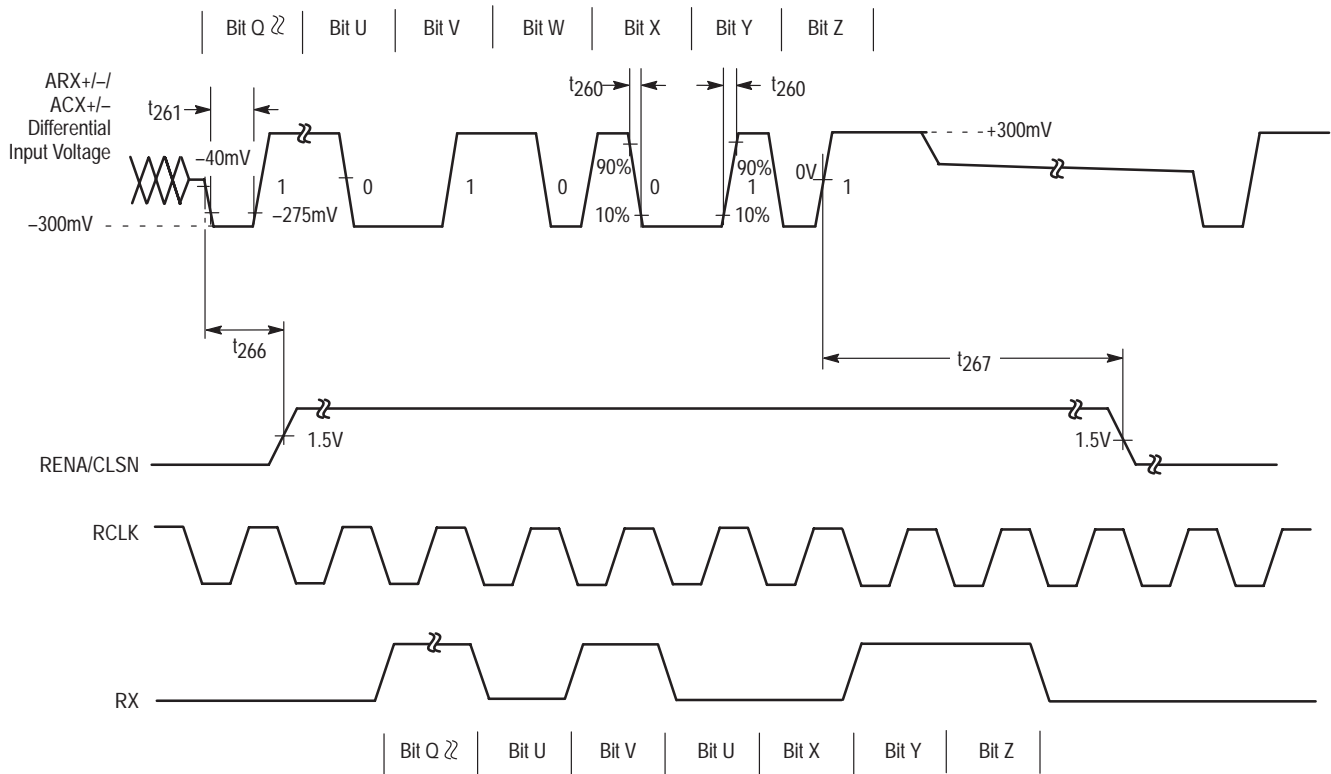 Bit Q Bit U Bit V Bit W Bit X Bit Y Bit Z
ARX+/–/
ACX+/–
Differential
Input Voltage
t261
t260
t260
+300mV
–40mV
90%
90%
0V
1
0
1
0
0
1
1
–275mV
10%
10%
–300mV
t266
t267
1.5V
1.5V
RENA/CLSN
RCLK
RX
Bit Q Bit U Bit V Bit U Bit X Bit Y Bit Z